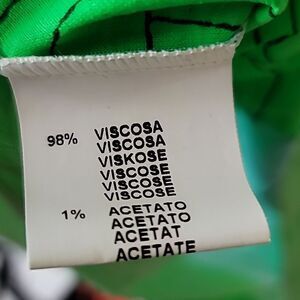 98% VISCOSA
VISCOSA
VISKOSE
VISCOSE
VISCOSE
VISCOSE
1% ACETATO
ACETATO
ACETAT
ACETATE